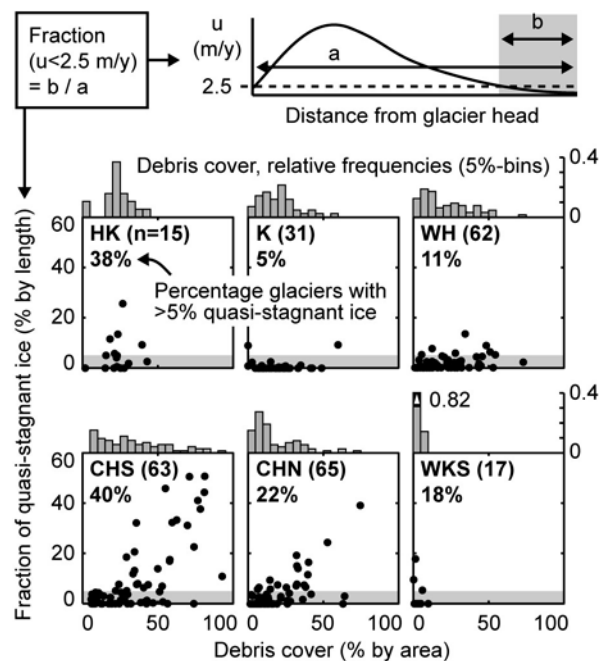 Fraction
(u<2.5 m/y)
= b / a
u
(m/y)
2.5
a
b
Distance from glacier head
Debris cover, relative frequencies (5%-bins)
0.4
0
60
40
20
0
HK (n=15)
38%
K (31)
5%
WH (62)
11%
Percentage glaciers with
>5% quasi-stagnant ice
0.82
0.4
0
60
40
20
0
CHS (63)
40%
CHN (65)
22%
WKS (17)
18%
0 50 100
0 50 100
0 50 100
Fraction of quasi-stagnant ice (% by length)
Debris cover (% by area)